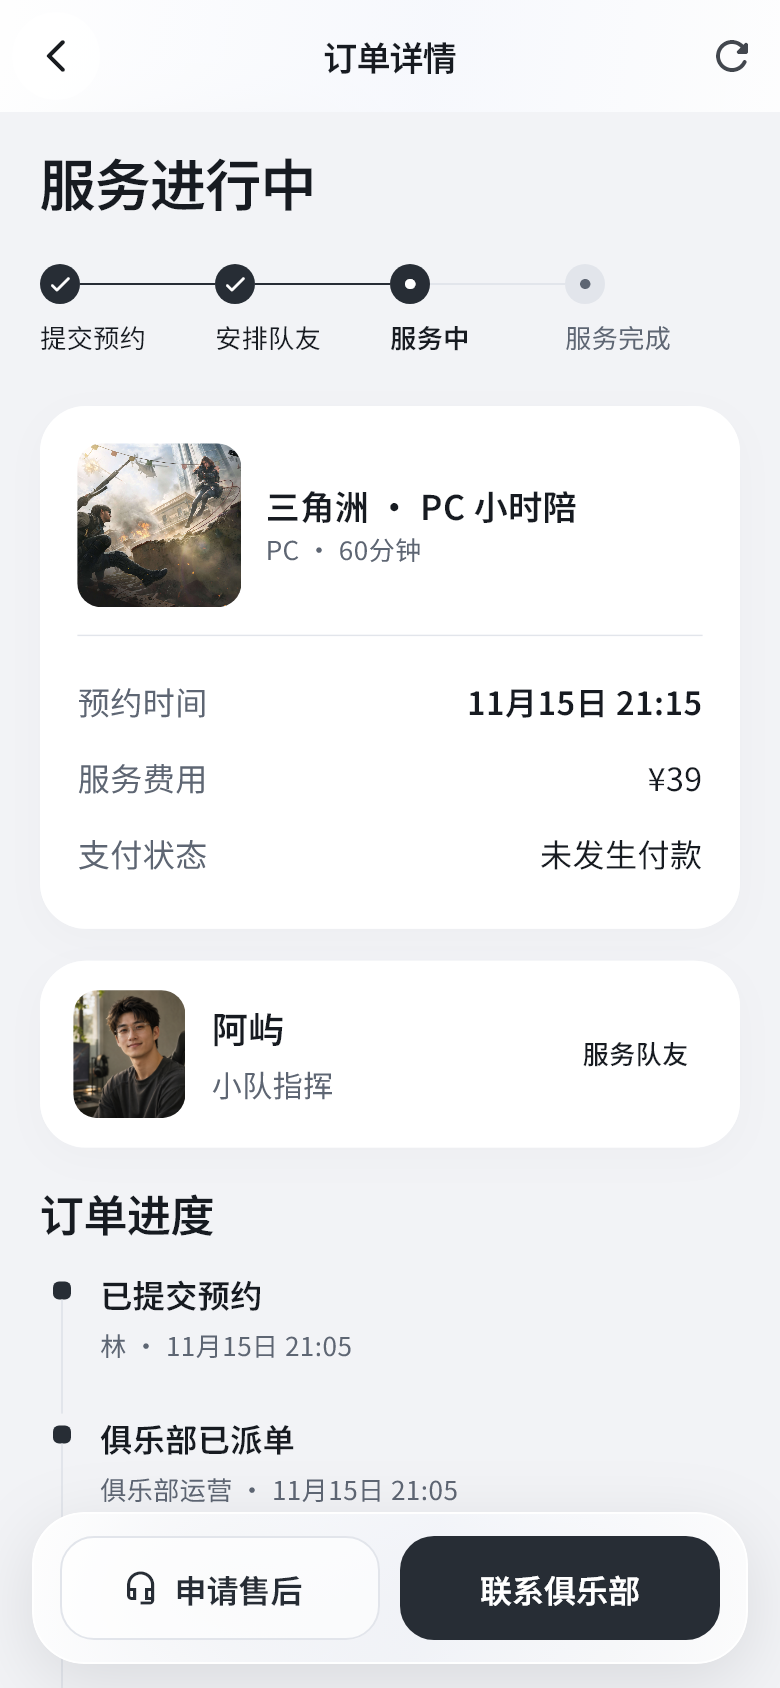 订单详情
服务进行中
提交预约
安排队友
服务中
服务完成
三角洲 · PC 小时陪
PC · 60分钟
预约时间
11月15日 21:15
服务费用
¥39
支付状态
未发生付款
阿屿
小队指挥
服务队友
订单进度
已提交预约
林 · 11月15日 21:05
俱乐部已派单
俱乐部运营 · 11月15日 21:05
申请售后
联系俱乐部